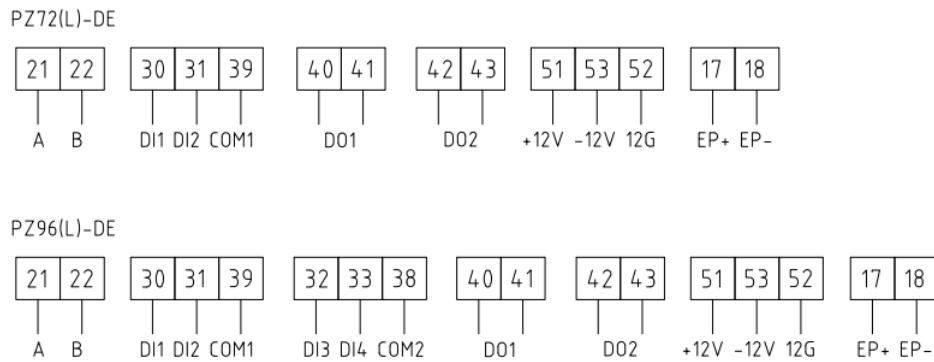 PZ72(L)-DE
21 22 30 31 39 40 41 42 43 51 53 52 17 18
A B DI1 DI2 COM1 DO1 DO2 +12V -12V 12G EP+ EP-
PZ96(L)-DE
21 22 30 31 39 32 33 38 40 41 42 43 51 53 52 17 18
A B DI1 DI2 COM1 DI3 DI4 COM2 DO1 DO2 +12V -12V 12G EP+ EP-